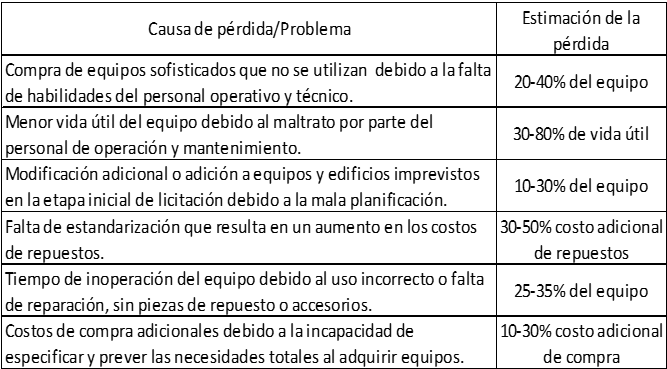 Causa de pérdida/Problema
Estimación de la
pérdida
Compra de equipos sofisticados que no se utilizan debido a la falta
de habilidades del personal operativo y técnico.
20-40% del equipo
Menor vida útil del equipo debido al maltrato por parte del
personal de operación y mantenimiento.
30-80% de vida útil
Modificación adicional o adición a equipos y edificios imprevistos
en la etapa inicial de licitación debido a la mala planificación.
10-30% del equipo
Falta de estandarización que resulta en un aumento en los costos
de repuestos.
30-50% costo adicional
de repuestos
Tiempo de inoperación del equipo debido al uso incorrecto o falta
de reparación, sin piezas de repuesto o accesorios.
25-35% del equipo
Costos de compra adicionales debido a la incapacidad de
especificar y prever las necesidades totales al adquirir equipos.
10-30% costo adicional
de compra